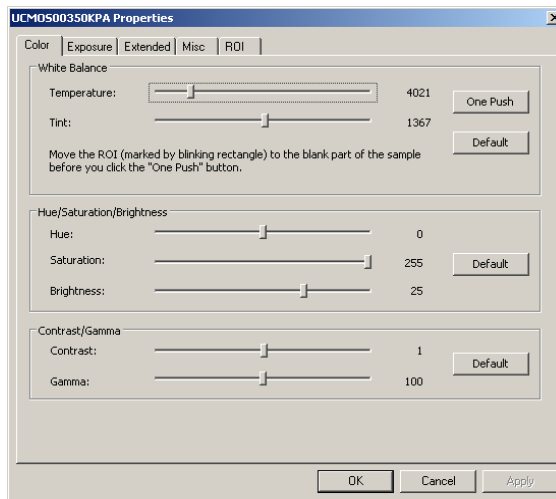 UCMOS00350KPA Properties
Color Exposure Extended Misc ROI
White Balance
Temperature: 4021 One Push
Tint: 1367
Default
Move the ROI (marked by blinking rectangle) to the blank part of the sample
before you click the "One Push" button.
Hue/Saturation/Brightness
Hue: 0
Saturation: 255 Default
Brightness: 25
Contrast/Gamma
Contrast: 1
Default
Gamma: 100
OK Cancel Apply